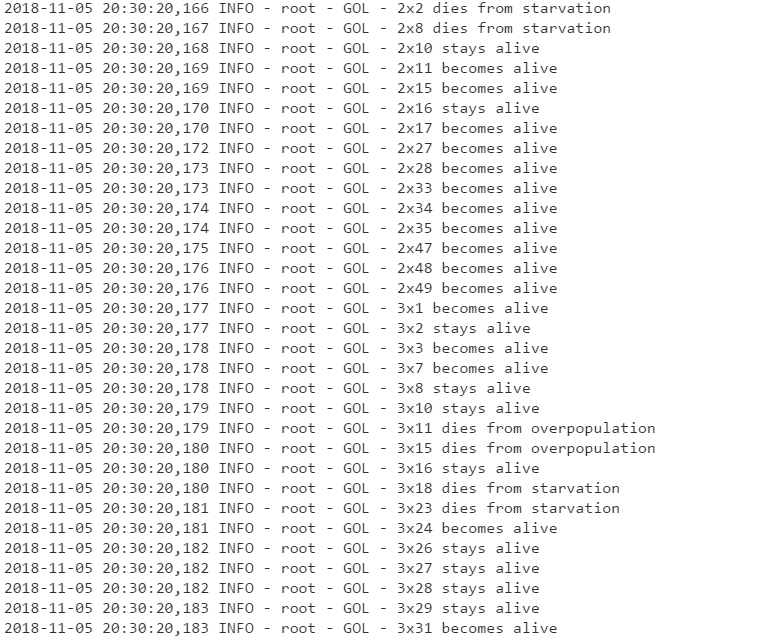 2018-11-05 20:30:20,166 INFO - root - GOL - 2x2 dies from starvation
2018-11-05 20:30:20,167 INFO - root - GOL - 2x8 dies from starvation
2018-11-05 20:30:20,168 INFO - root - GOL - 2x10 stays alive
2018-11-05 20:30:20,169 INFO - root - GOL - 2x11 becomes alive
2018-11-05 20:30:20,169 INFO - root - GOL - 2x15 becomes alive
2018-11-05 20:30:20,170 INFO - root - GOL - 2x16 stays alive
2018-11-05 20:30:20,170 INFO - root - GOL - 2x17 becomes alive
2018-11-05 20:30:20,172 INFO - root - GOL - 2x27 becomes alive
2018-11-05 20:30:20,173 INFO - root - GOL - 2x28 becomes alive
2018-11-05 20:30:20,173 INFO - root - GOL - 2x33 becomes alive
2018-11-05 20:30:20,174 INFO - root - GOL - 2x34 becomes alive
2018-11-05 20:30:20,174 INFO - root - GOL - 2x35 becomes alive
2018-11-05 20:30:20,175 INFO - root - GOL - 2x47 becomes alive
2018-11-05 20:30:20,176 INFO - root - GOL - 2x48 becomes alive
2018-11-05 20:30:20,176 INFO - root - GOL - 2x49 becomes alive
2018-11-05 20:30:20,177 INFO - root - GOL - 3x1 becomes alive
2018-11-05 20:30:20,177 INFO - root - GOL - 3x2 stays alive
2018-11-05 20:30:20,178 INFO - root - GOL - 3x3 becomes alive
2018-11-05 20:30:20,178 INFO - root - GOL - 3x7 becomes alive
2018-11-05 20:30:20,178 INFO - root - GOL - 3x8 stays alive
2018-11-05 20:30:20,179 INFO - root - GOL - 3x10 stays alive
2018-11-05 20:30:20,179 INFO - root - GOL - 3x11 dies from overpopulation
2018-11-05 20:30:20,180 INFO - root - GOL - 3x15 dies from overpopulation
2018-11-05 20:30:20,180 INFO - root - GOL - 3x16 stays alive
2018-11-05 20:30:20,180 INFO - root - GOL - 3x18 dies from starvation
2018-11-05 20:30:20,181 INFO - root - GOL - 3x23 dies from starvation
2018-11-05 20:30:20,181 INFO - root - GOL - 3x24 becomes alive
2018-11-05 20:30:20,182 INFO - root - GOL - 3x26 stays alive
2018-11-05 20:30:20,182 INFO - root - GOL - 3x27 stays alive
2018-11-05 20:30:20,182 INFO - root - GOL - 3x28 stays alive
2018-11-05 20:30:20,183 INFO - root - GOL - 3x29 stays alive
2018-11-05 20:30:20,183 INFO - root - GOL - 3x31 becomes alive